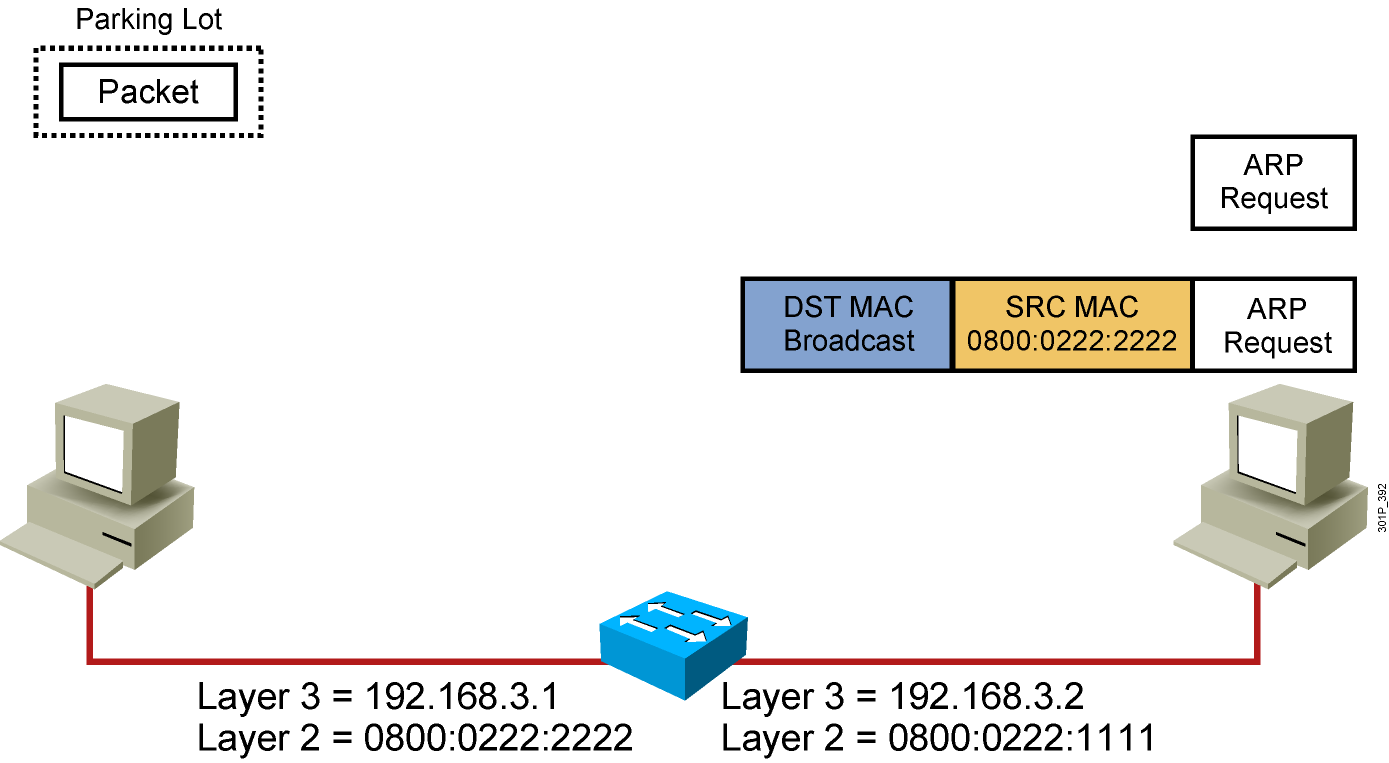 Parking Lot
Packet
ARP
Request
DST MAC
Broadcast
SRC MAC
0800:0222:2222
ARP
Request
301P_392
Layer 3 = 192.168.3.1
Layer 2 = 0800:0222:2222
Layer 3 = 192.168.3.2
Layer 2 = 0800:0222:1111